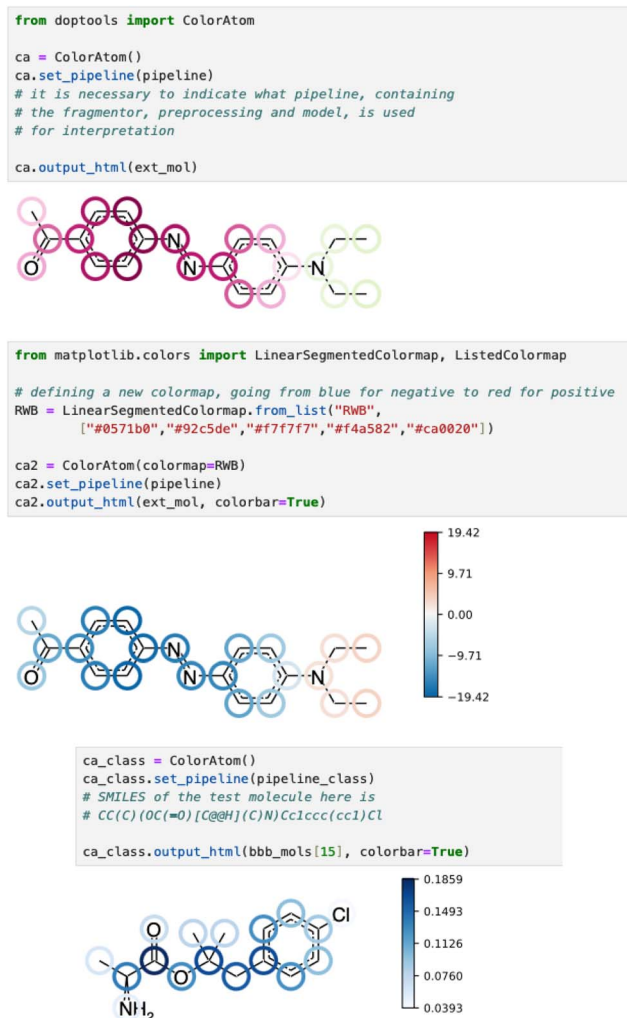 from doptools import ColorAtom
ca = ColorAtom()
ca.set_pipeline(pipeline)
# it is necessary to indicate what pipeline, containing
# the fragmentor, preprocessing and model, is used
# for interpretation
ca.output_html(ext_mol)
N
O
N
N
from matplotlib.colors import LinearSegmentedColormap, ListedColormap
# defining a new colormap, going from blue for negative to red for positive
RWB = LinearSegmentedColormap.from_list("RWB",
["#0571b0","#92c5de","#f7f7f7","#f4a582","#ca0020"])
ca2 = ColorAtom(colormap=RWB)
ca2.set_pipeline(pipeline)
ca2.output_html(ext_mol, colorbar=True)
19.42
9.71
0.00
−9.71
−19.42
N
O
N
N
ca_class = ColorAtom()
ca_class.set_pipeline(pipeline_class)
# SMILES of the test molecule here is
# CC(C)(OC(=O)[C@@H](C)N)Cc1ccc(cc1)Cl
ca_class.output_html(bbb_mols[15], colorbar=True)
0.1859
0.1493
0.1126
0.0760
0.0393
Cl
O
O
NH2